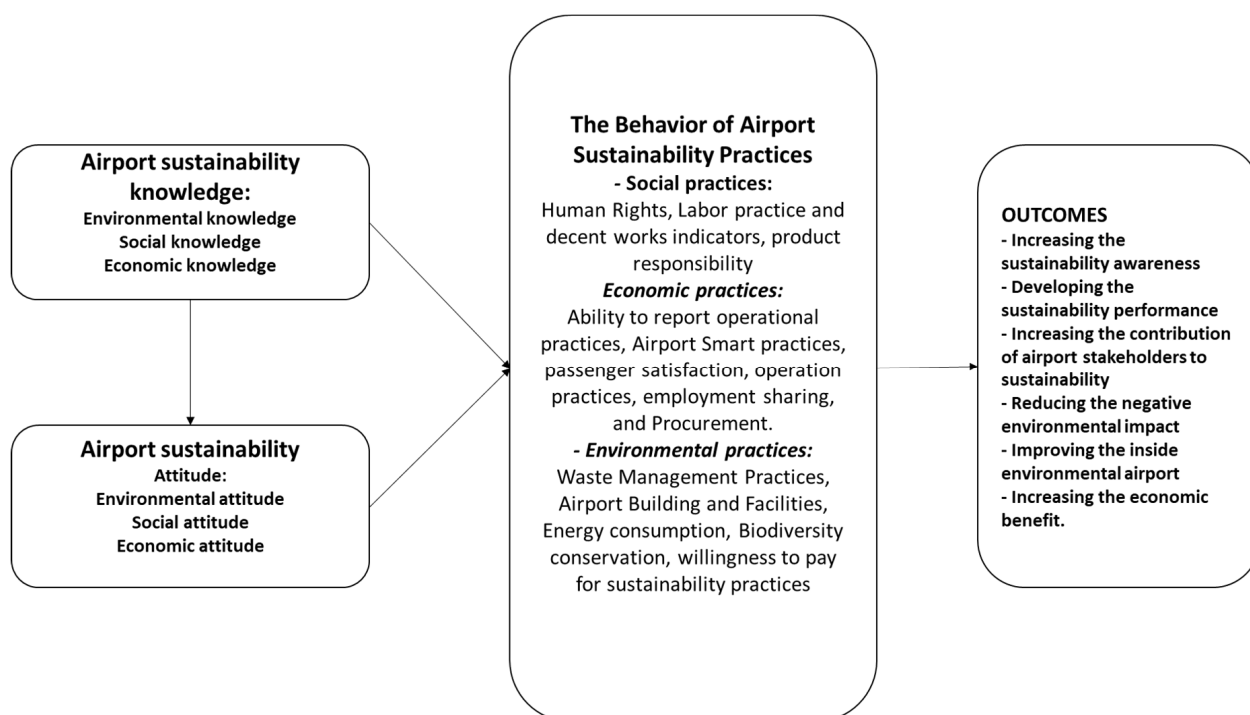 Airport sustainability
knowledge:
Environmental knowledge
Social knowledge
Economic knowledge
Airport sustainability
Attitude:
Environmental attitude
Social attitude
Economic attitude
The Behavior of Airport
Sustainability Practices
- Social practices:
Human Rights, Labor practice and
decent works indicators, product
responsibility
Economic practices:
Ability to report operational
practices, Airport Smart practices,
passenger satisfaction, operation
practices, employment sharing,
and Procurement.
- Environmental practices:
Waste Management Practices,
Airport Building and Facilities,
Energy consumption, Biodiversity
conservation, willingness to pay
for sustainability practices
OUTCOMES
- Increasing the
sustainability awareness
- Developing the
sustainability performance
- Increasing the contribution
of airport stakeholders to
sustainability
- Reducing the negative
environmental impact
- Improving the inside
environmental airport
- Increasing the economic
benefit.